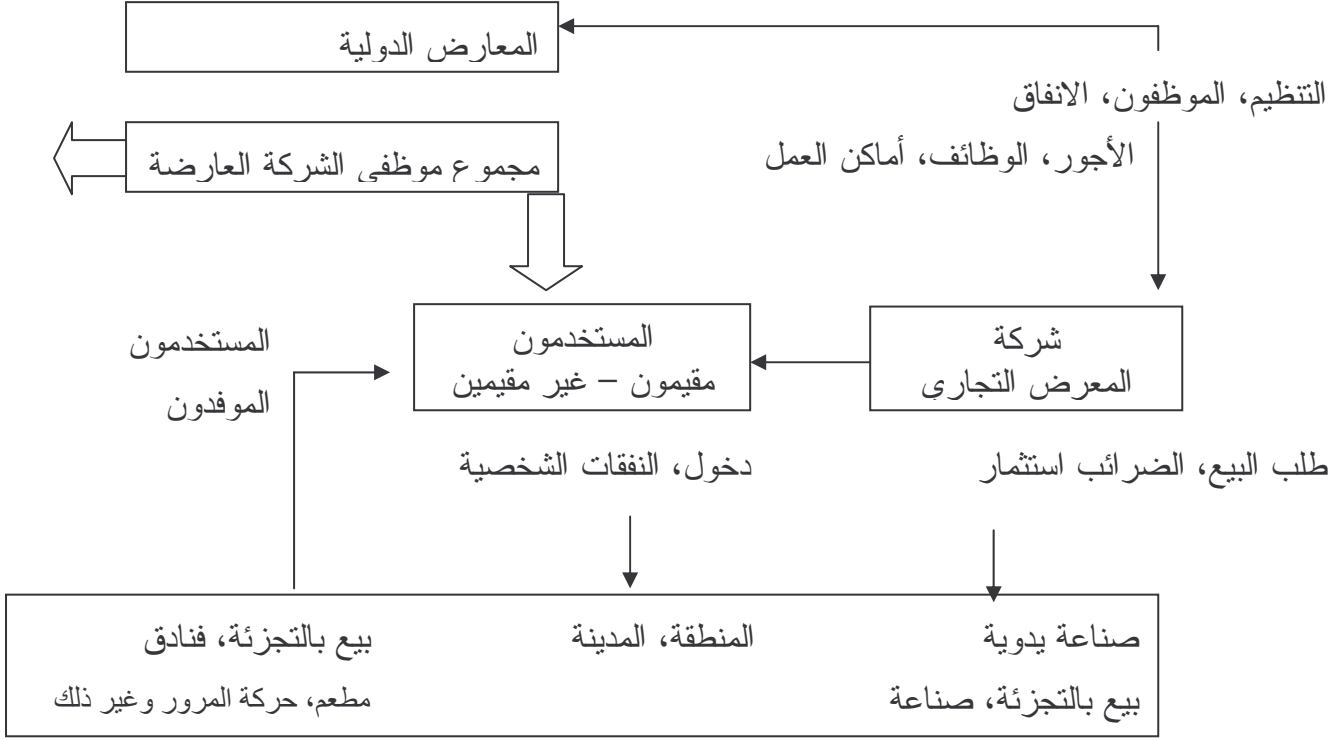 المعارض الدولية
التنظيم، الموظفون، الانفاق
مجموع موظفي الشركة العارضة
الأجور، الوظائف، أماكن العمل
شركة
المعرض التجاري
المستخدمون
مقيمون – غير مقيمين
المستخدمون
الموفدون
طلب البيع، الضرائب استثمار
دخول، النفقات الشخصية
صناعة يدوية
بيع بالتجزئة، صناعة
المنطقة، المدينة
بيع بالتجزئة، فنادق
مطعم، حركة المرور وغير ذلك